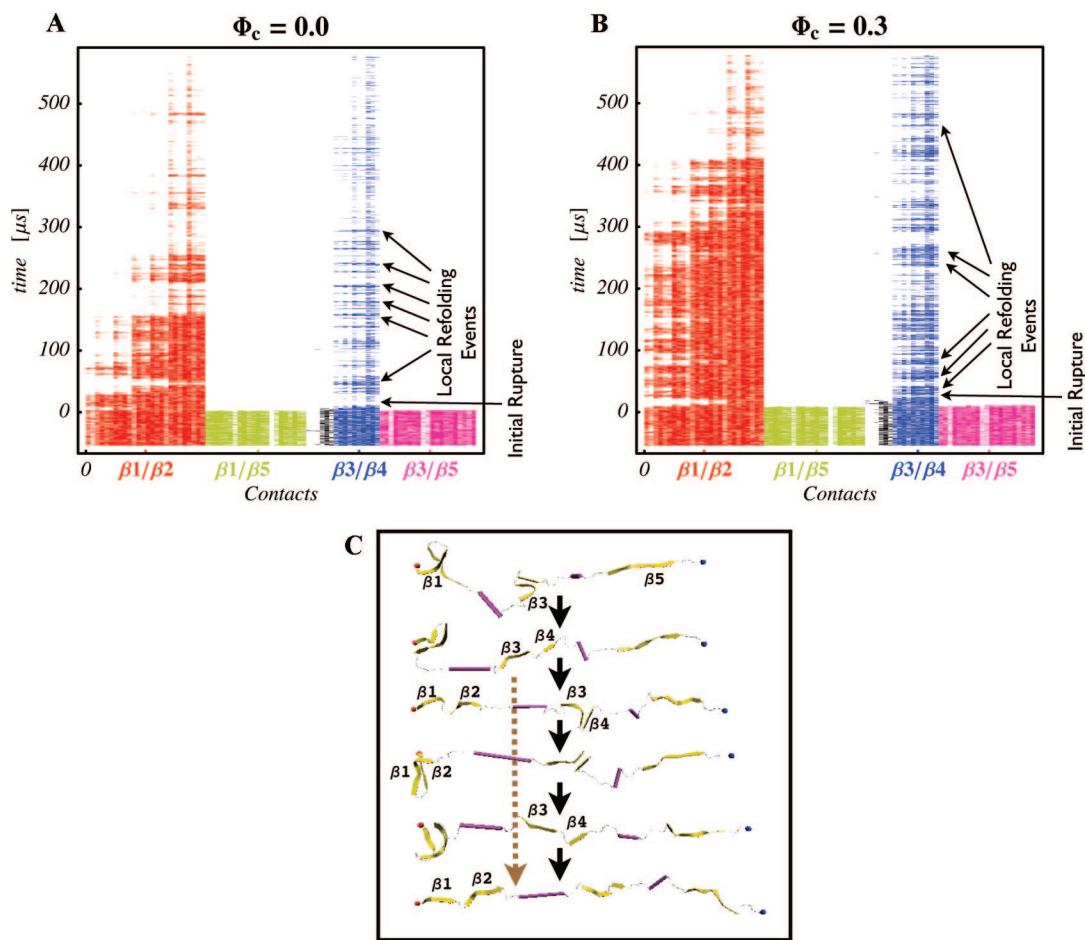 A
Φc = 0.0
time [μs]
500
400
300
200
100
0
Local Refolding
Events
Initial Rupture
0
β1/β2
β1/β5
β3/β4
β3/β5
Contacts
B
Φc = 0.3
time [μs]
500
400
300
200
100
0
Local Refolding
Events
Initial Rupture
0
β1/β2
β1/β5
β3/β4
β3/β5
Contacts
C
β1
β3
β5
β3
β4
β1
β2
β3
β4
β1
β2
β3
β4
β1
β2